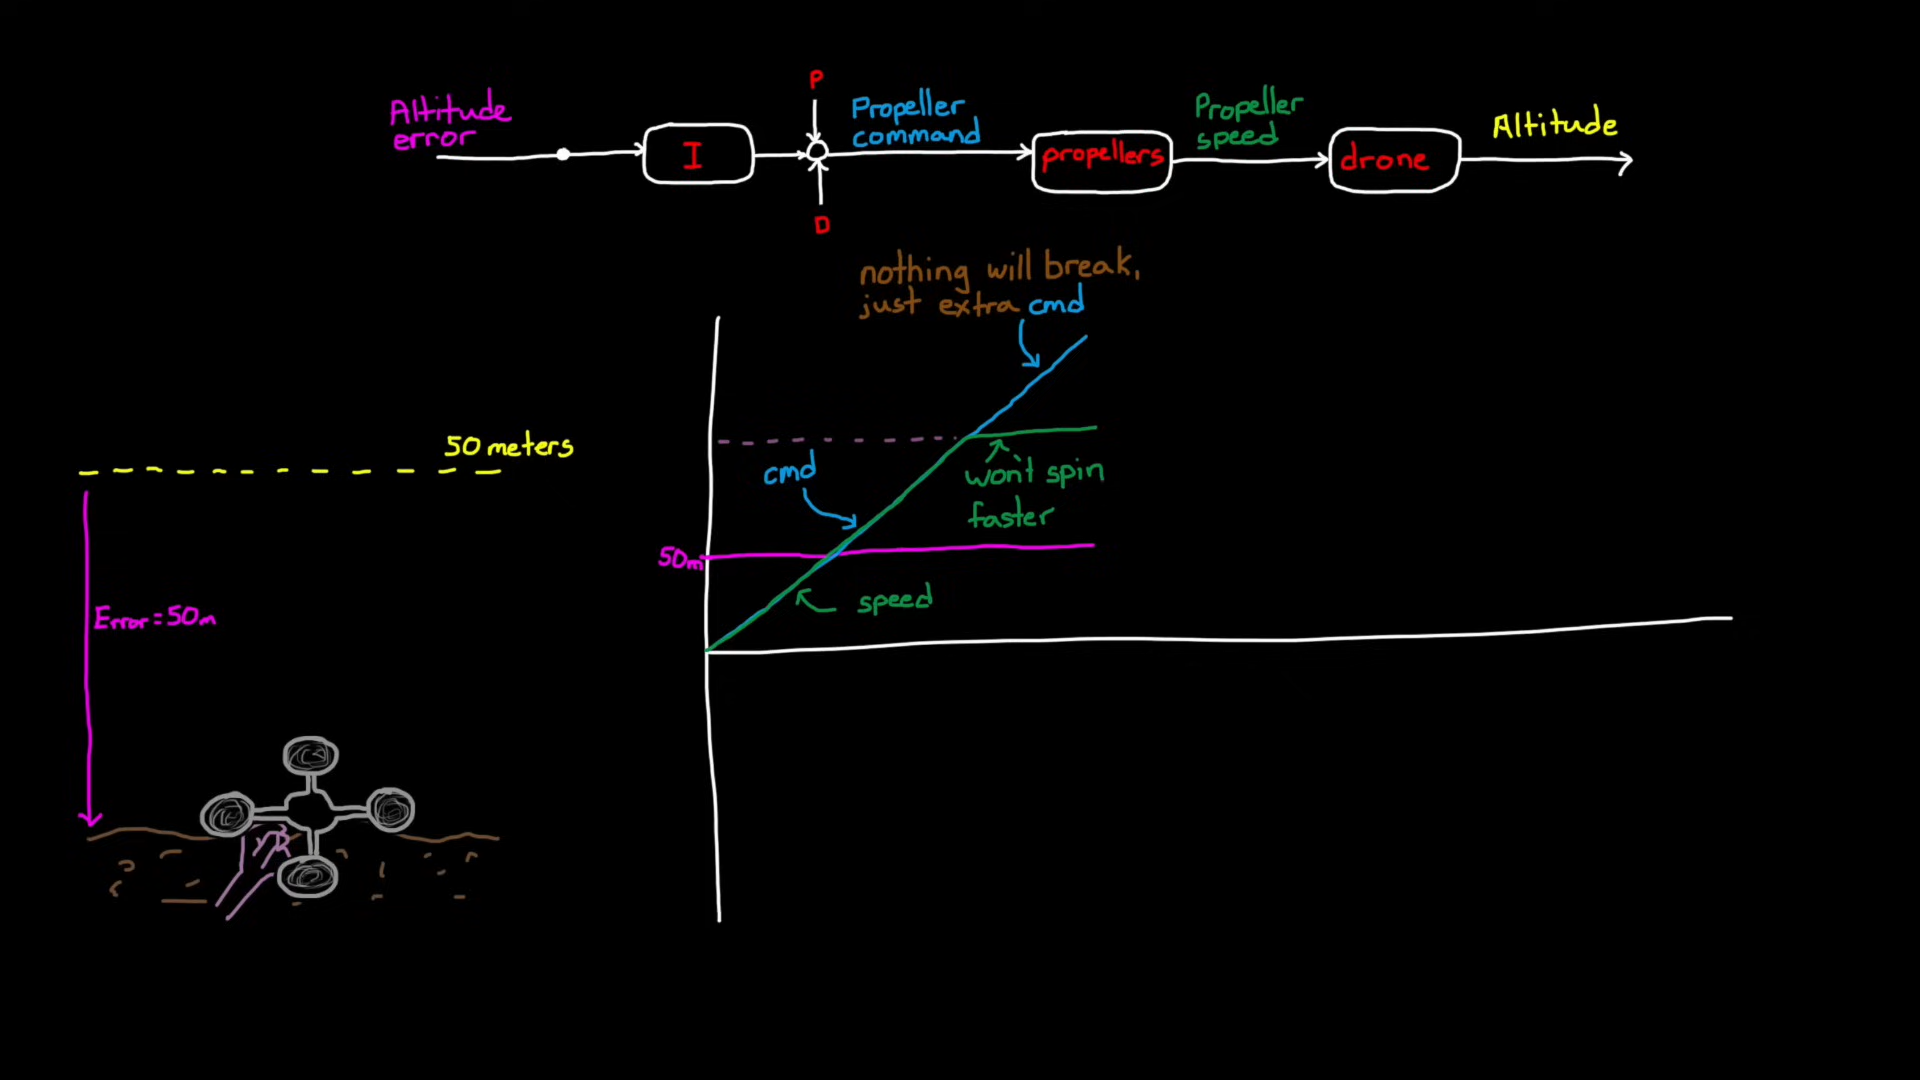 P
Altitude
error
I
Propeller
command
propellers
Propeller
speed
drone
Altitude
D
nothing will break,
just extra cmd
50 meters
cmd
won't spin
faster
50m
speed
Error = 50m